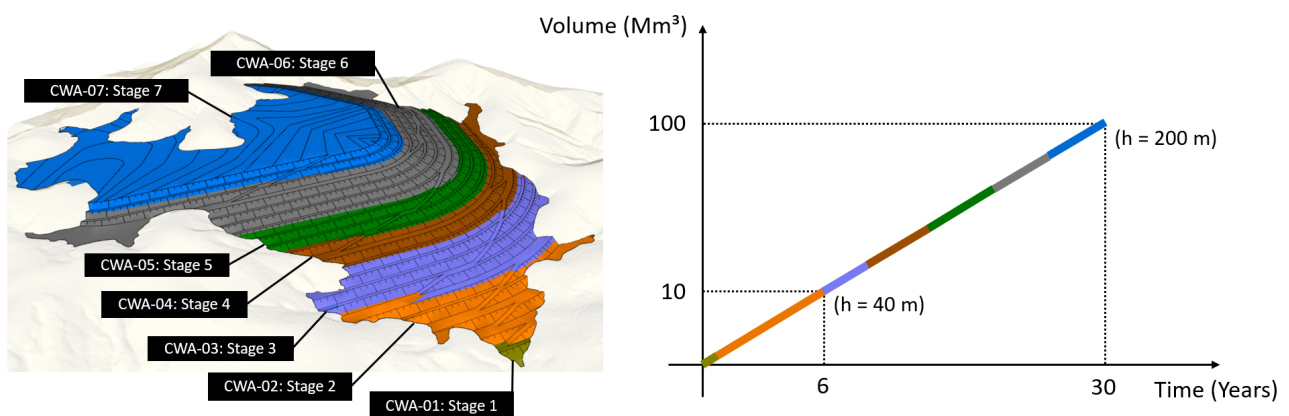 CWA-06: Stage 6
CWA-07: Stage 7
CWA-05: Stage 5
CWA-04: Stage 4
CWA-03: Stage 3
CWA-02: Stage 2
CWA-01: Stage 1
Volume (Mm³)
100
(h = 200 m)
10
(h = 40 m)
6
30
Time (Years)